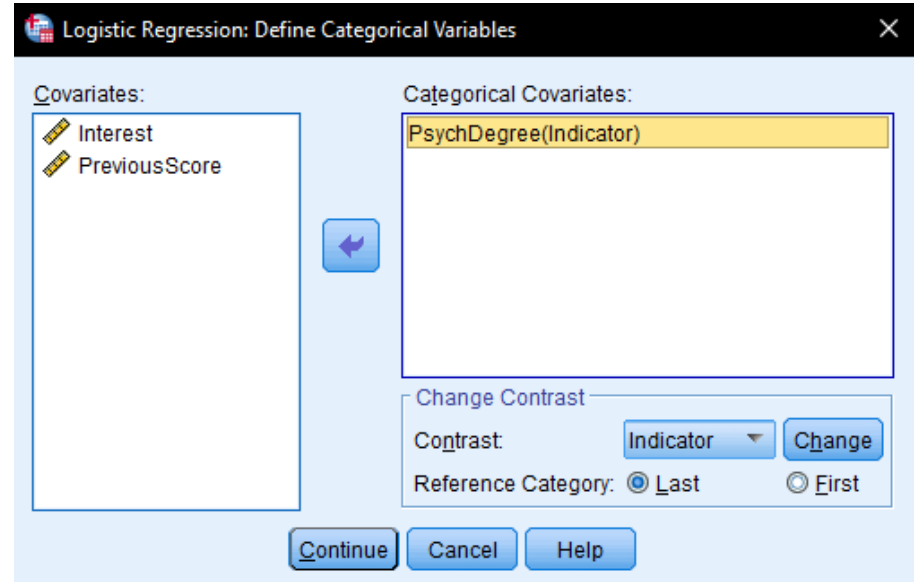 Logistic Regression: Define Categorical Variables
Covariates:
Interest
PreviousScore
Categorical Covariates:
PsychDegree(Indicator)
Change Contrast
Contrast: Indicator Change
Reference Category: Last First
Continue Cancel Help